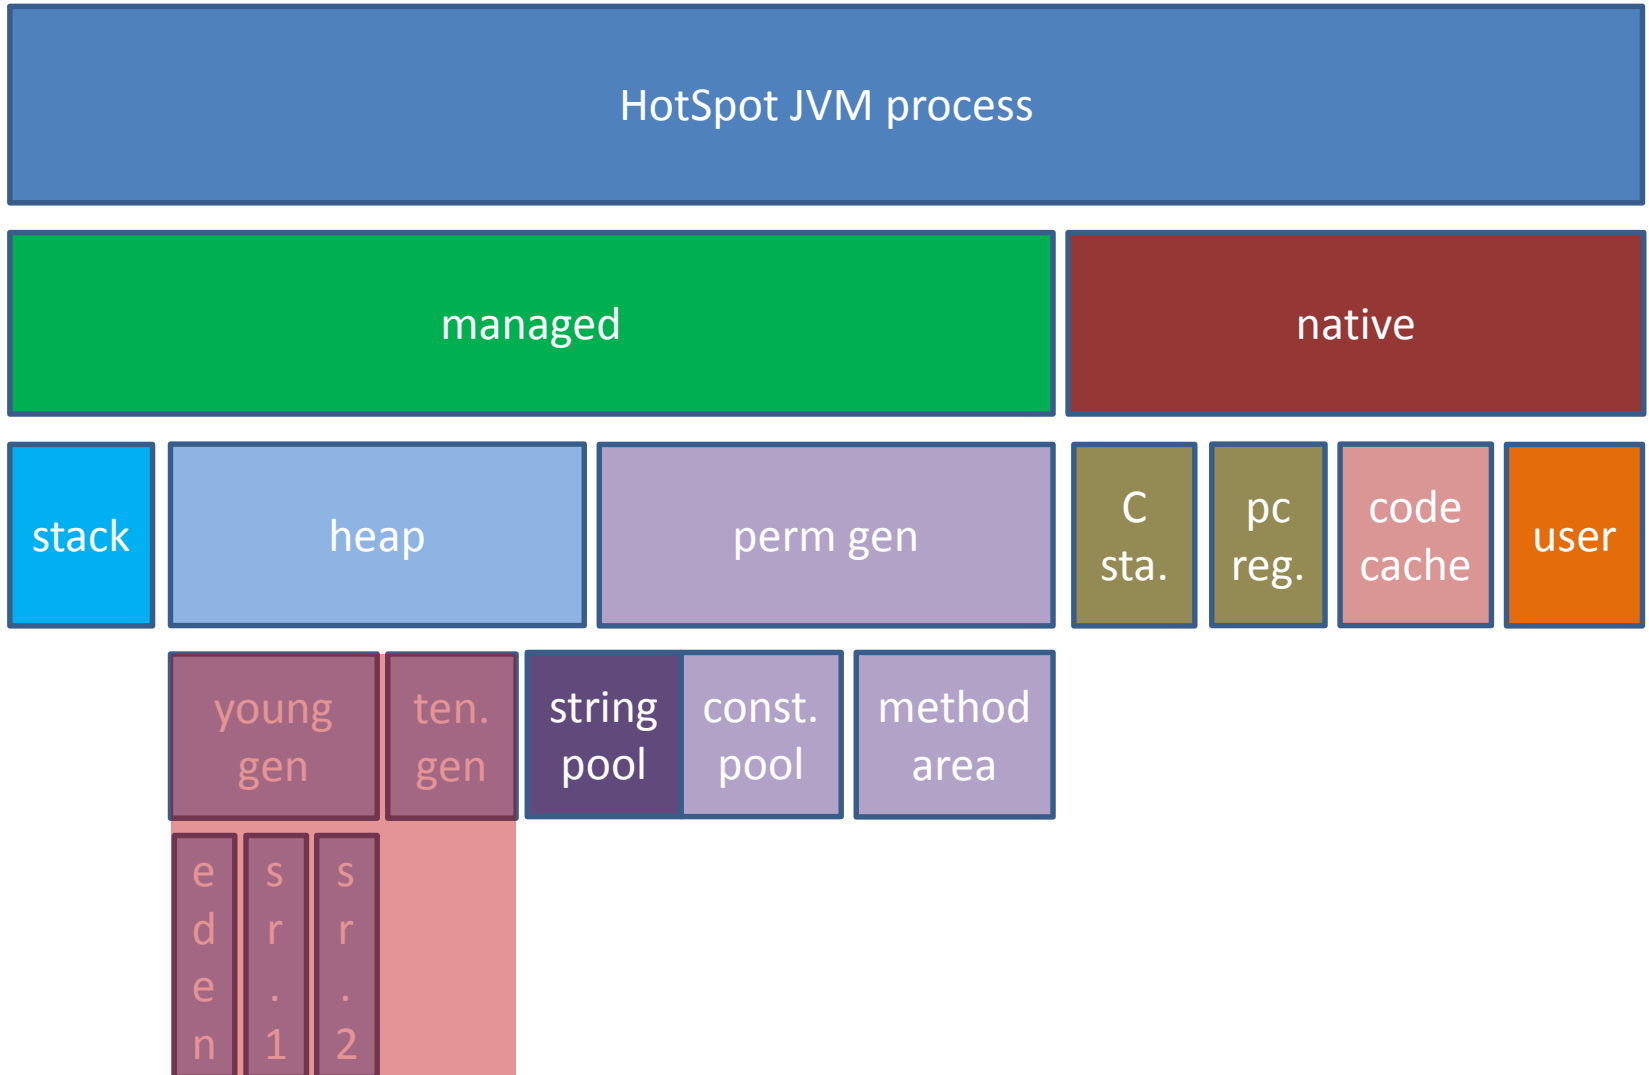 HotSpot JVM process
managed
native
stack
heap
perm gen
C
sta.
pc
reg.
code
cache
user
young
gen
ten.
gen
string
pool
const.
pool
method
area
e
d
e
n
s
r
.
1
s
r
.
2